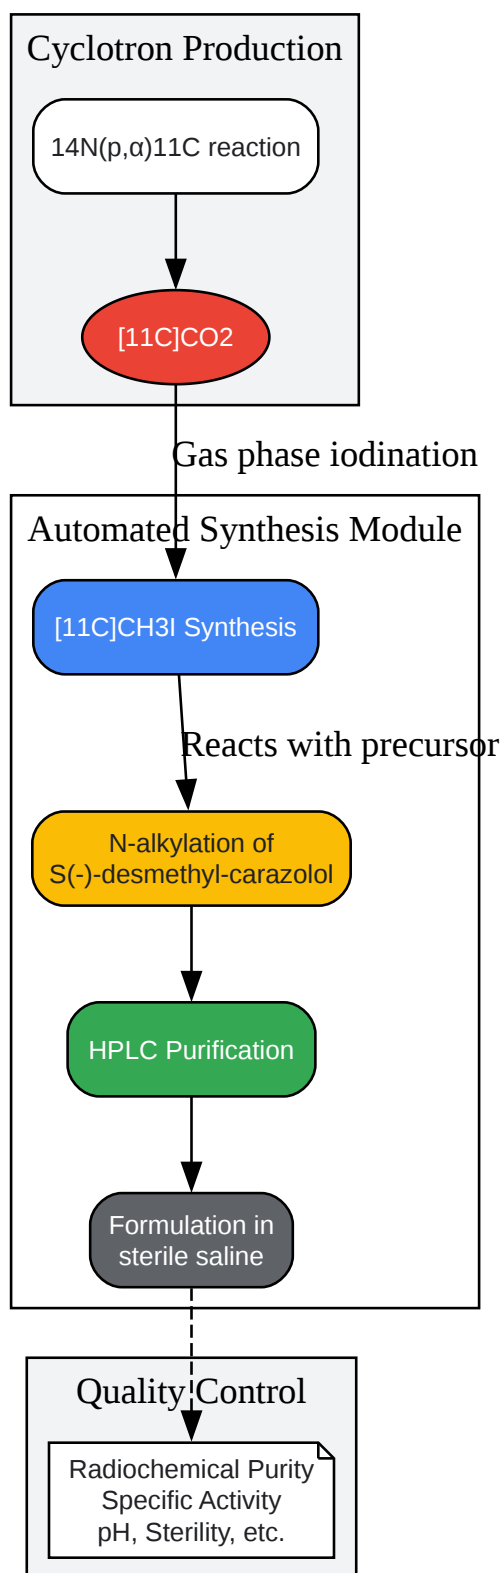 Cyclotron Production
14N(p,α)11C reaction
[11C]CO2
Gas phase iodination
Automated Synthesis Module
[11C]CH3I Synthesis
Reacts with precursor
N-alkylation of
S(-)-desmethyl-carazolol
HPLC Purification
Formulation in
sterile saline
Quality Control
Radiochemical Purity
Specific Activity
pH, Sterility, etc.